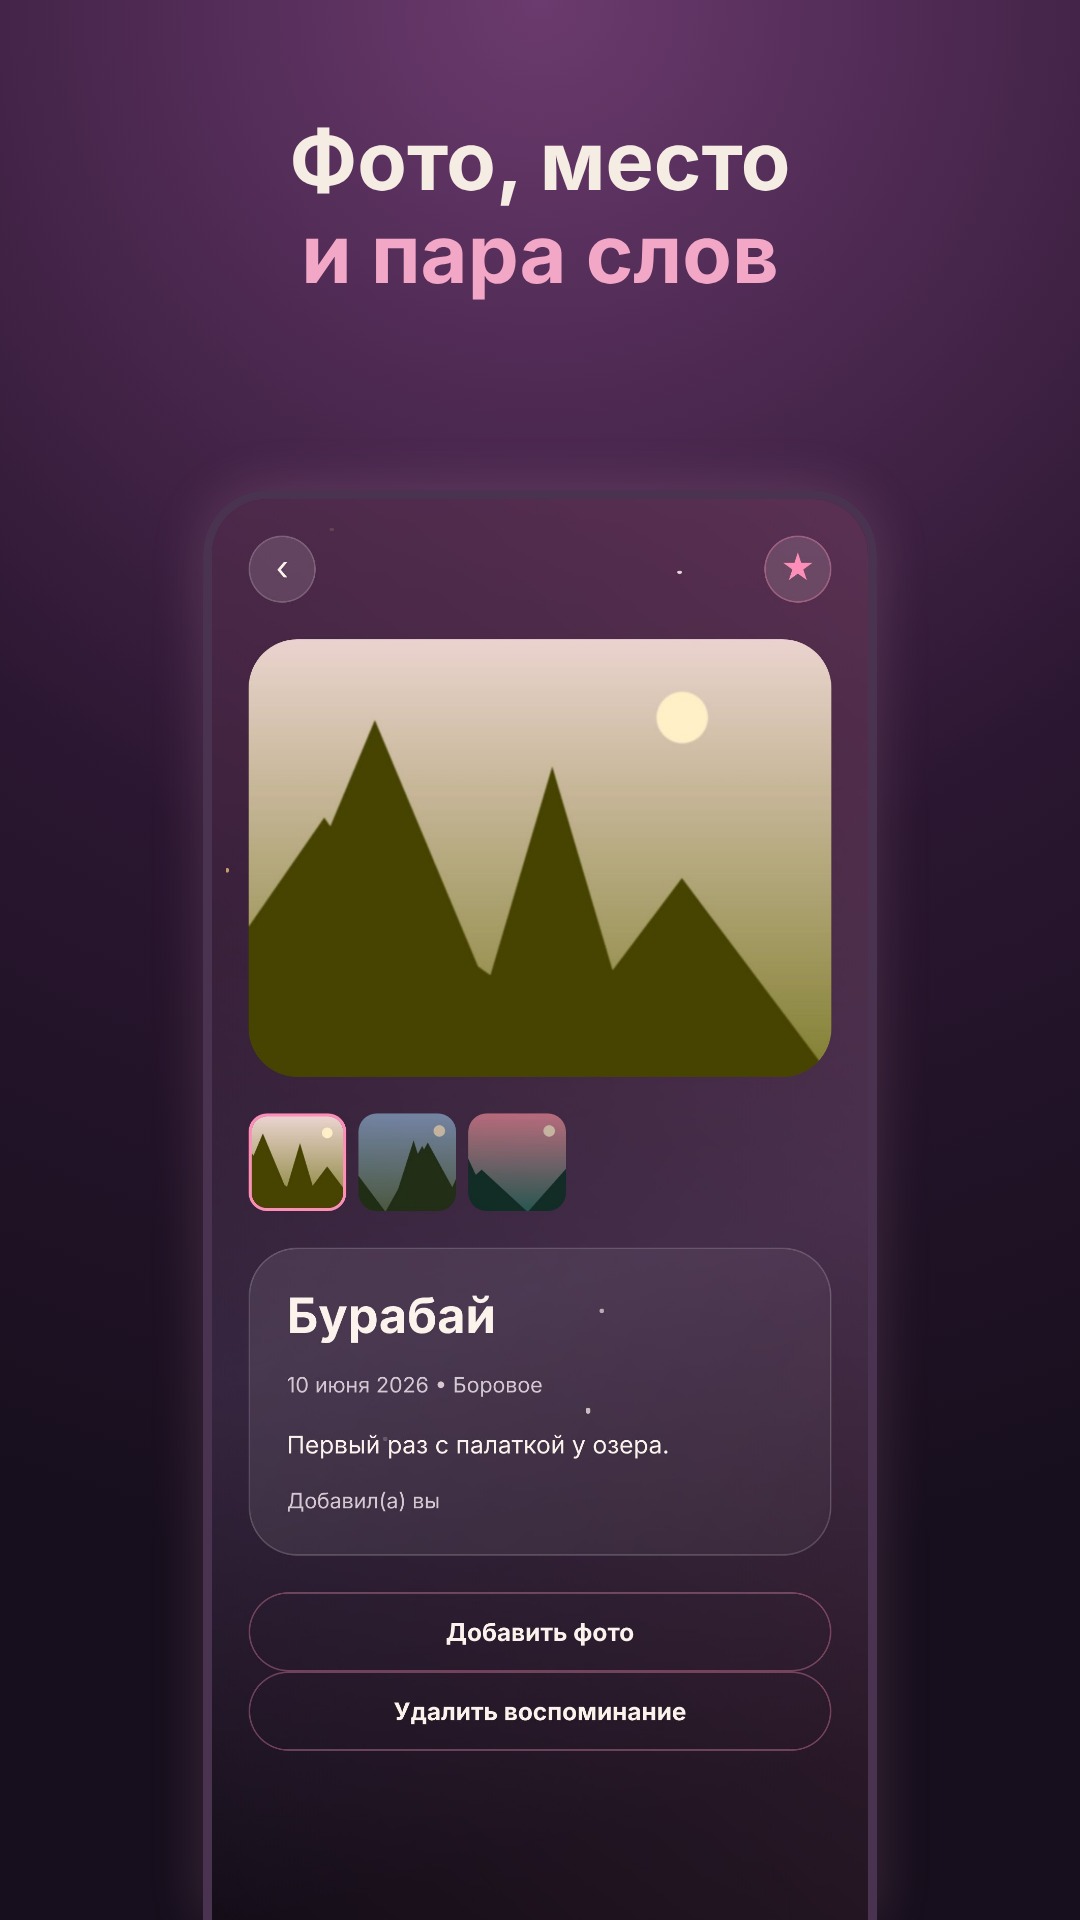 Фото, место
и пара слов
‹
★
Бурабай
10 июня 2026 • Боровое
Первый раз с палаткой у озера.
Добавил(а) вы
Добавить фото
Удалить воспоминание